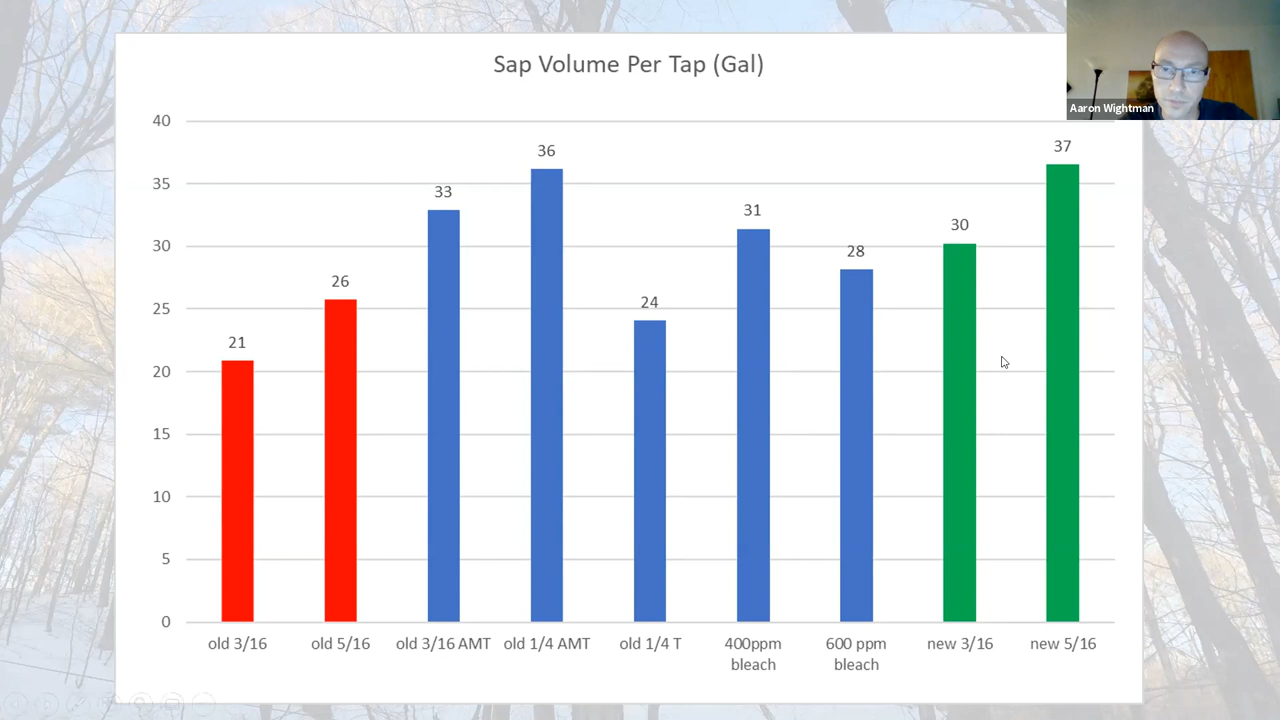 Sap Volume Per Tap (Gal)
Aaron Wightman
40
35
30
25
20
15
10
5
0
21
26
33
36
24
31
28
30
37
old 3/16
old 5/16
old 3/16 AMT
old 1/4 AMT
old 1/4 T
400ppm
bleach
600 ppm
bleach
new 3/16
new 5/16